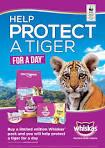 HELP
PROTECT
A TIGER
FOR A DAY*
WWF
whiskas
Buy a limited edition Whiskas®
pack and you will help protect
a tiger for a day